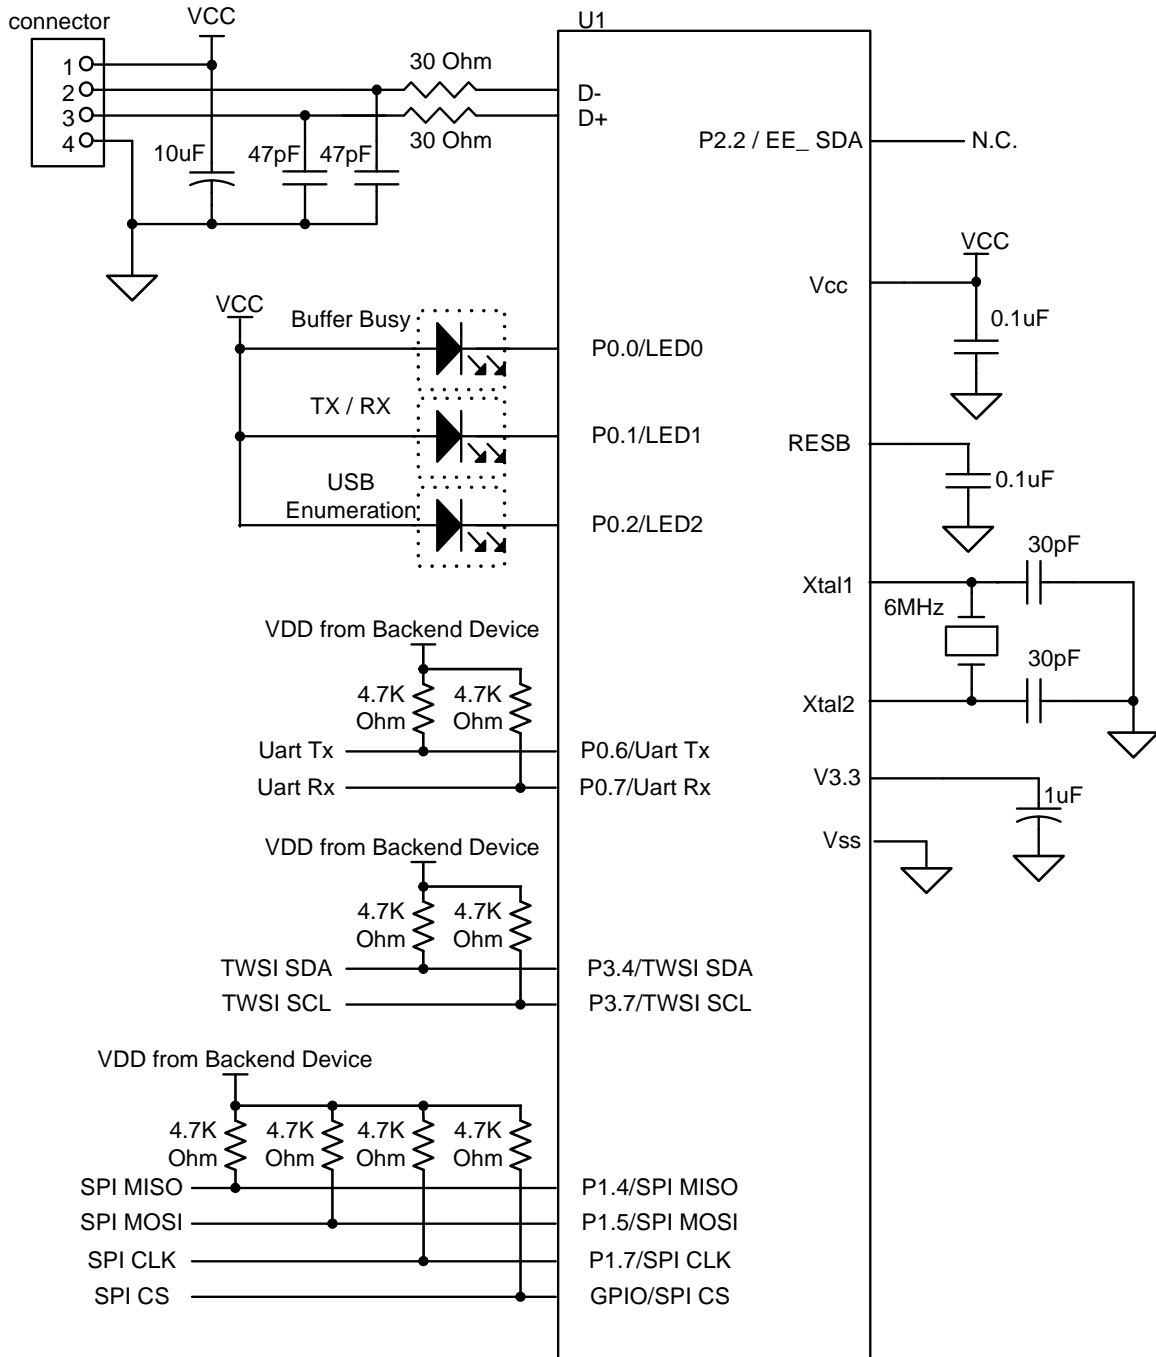 connector
VCC
U1
1
2
3
4
30 Ohm
30 Ohm
D-
D+
10uF
47pF
47pF
P2.2 / EE_ SDA
N.C.
VCC
Vcc
0.1uF
VCC
Buffer Busy
P0.0/LED0
TX / RX
P0.1/LED1
RESB
0.1uF
USB
Enumeration
P0.2/LED2
30pF
Xtal1
6MHz
30pF
Xtal2
VDD from Backend Device
4.7K
Ohm
4.7K
Ohm
Uart Tx
P0.6/Uart Tx
Uart Rx
P0.7/Uart Rx
V3.3
1uF
Vss
VDD from Backend Device
4.7K
Ohm
4.7K
Ohm
TWSI SDA
P3.4/TWSI SDA
TWSI SCL
P3.7/TWSI SCL
VDD from Backend Device
4.7K
Ohm
4.7K
Ohm
4.7K
Ohm
4.7K
Ohm
SPI MISO
P1.4/SPI MISO
SPI MOSI
P1.5/SPI MOSI
SPI CLK
P1.7/SPI CLK
SPI CS
GPIO/SPI CS